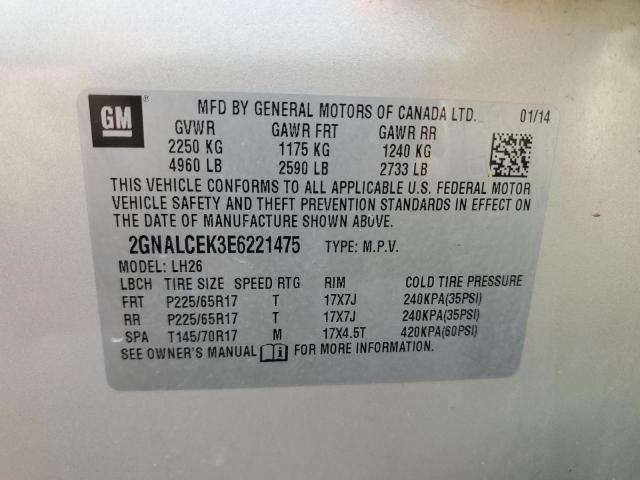 GM ®
MFD BY GENERAL MOTORS OF CANADA LTD. 01/14
GVWR GAWR FRT GAWR RR
2250 KG 1175 KG 1240 KG
4960 LB 2590 LB 2733 LB
THIS VEHICLE CONFORMS TO ALL APPLICABLE U.S. FEDERAL MOTOR
VEHICLE SAFETY AND THEFT PREVENTION STANDARDS IN EFFECT ON
THE DATE OF MANUFACTURE SHOWN ABOVE.
2GNALCEK3E6221475 TYPE: M.P.V.
MODEL: LH26
LBCH TIRE SIZE SPEED RTG RIM COLD TIRE PRESSURE
FRT P225/65R17 T 17X7J 240KPA(35PSI)
RR P225/65R17 T 17X7J 240KPA(35PSI)
SPA T145/70R17 M 17X4.5T 420KPA(60PSI)
SEE OWNER'S MANUAL i FOR MORE INFORMATION.